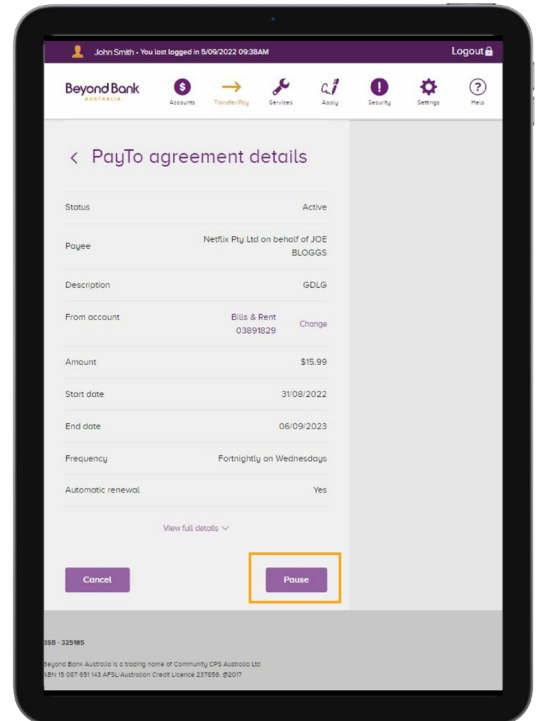 John Smith - You lost logged in 5/09/2022 09:38AM
Logout
Beyond Bank
AUSTRALIA
Accounts
Transfer/Pay
Services
Apply
Security
Settings
Help
PayTo agreement details
Status Active
Payee Netflix Pty Ltd on behalf of JOE
BLOGGS
Description GDLG
From account Bills & Rent
03891829 Change
Amount $15.99
Start date 31/08/2022
End date 06/09/2023
Frequency Fortnightly on Wednesdays
Automatic renewal Yes
View full details
Cancel Pause
BSB - 325185
Beyond Bank Australia is a trading name of Community CPS Australia Ltd
ABN 15 087 651 143 AFSL/Australian Credit Licence 237856. @2017